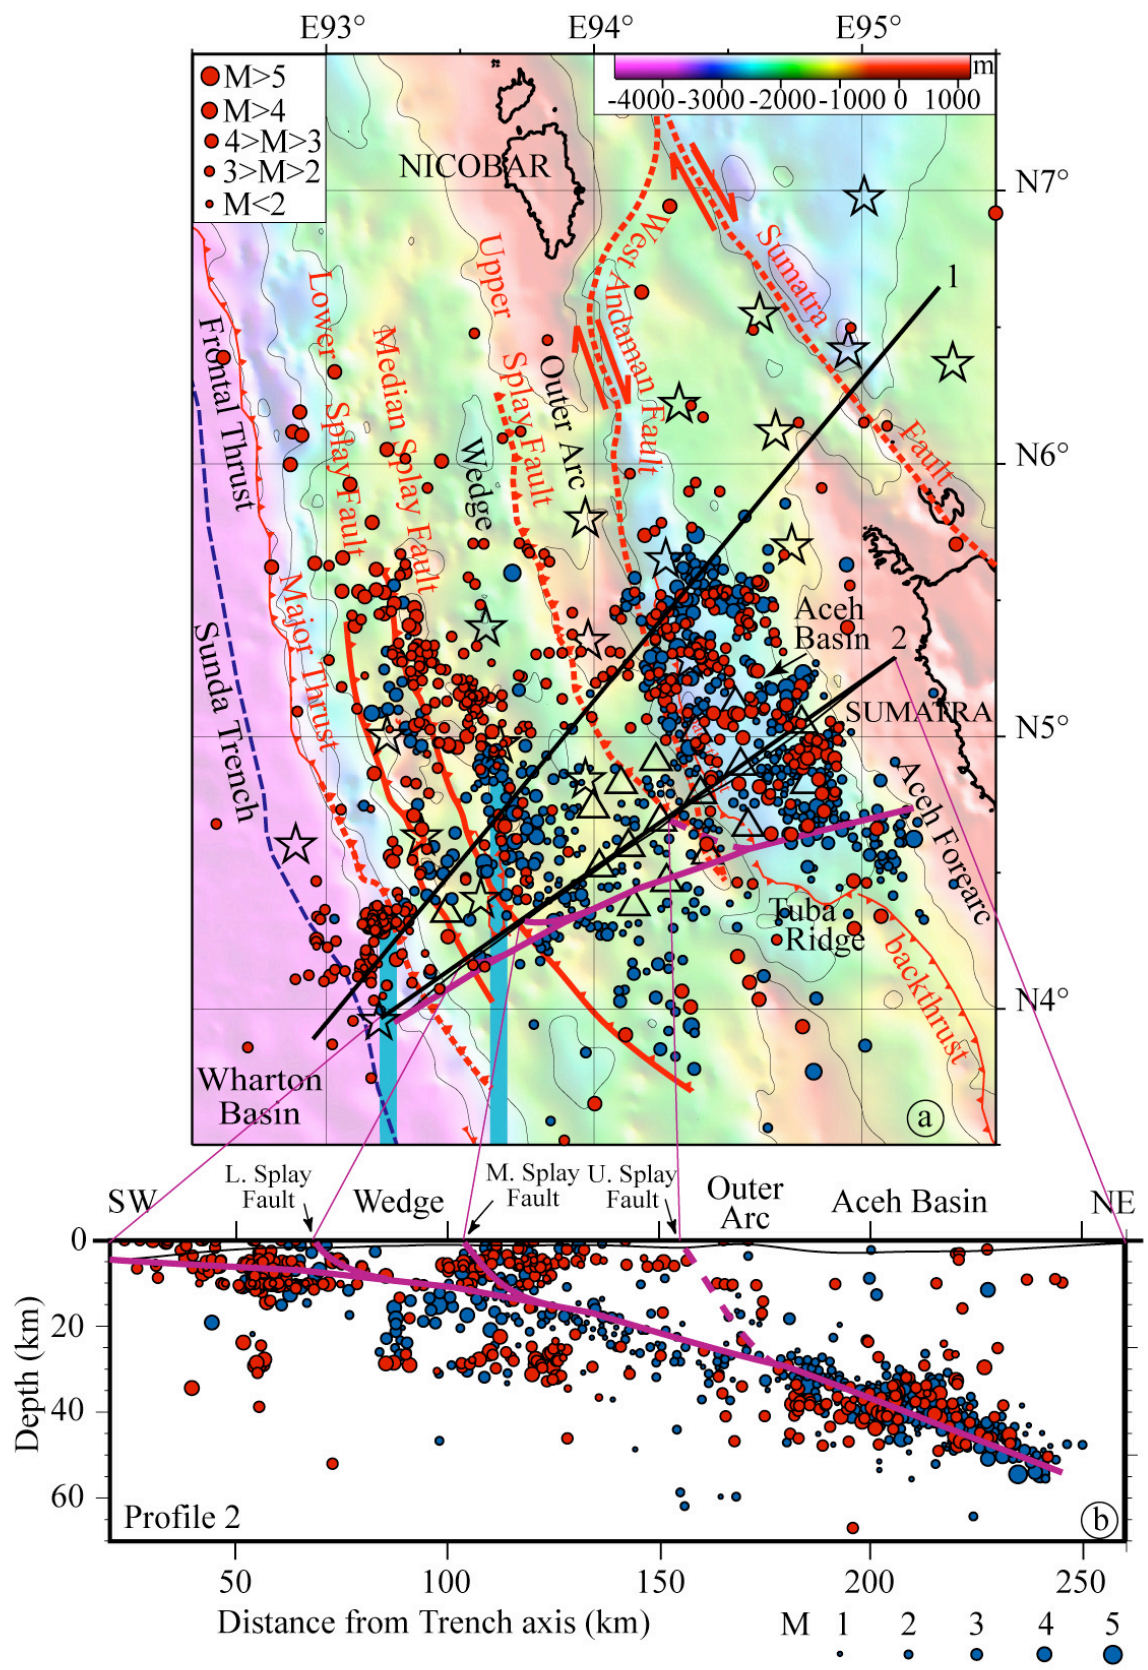 E93°
E94°
E95°
M>5
M>4
4>M>3
3>M>2
M<2
m
-4000
-3000
-2000
-1000
0
1000
NICOBAR
N7°
N6°
N5°
N4°
1
2
Frontal Thrust
Lower
Splay Fault
Median Splay Fault
Upper
Splay Fault
Outer Arc
Wedge
West Andaman Fault
Sumatra
Fault
Major Thrust
Sunda Trench
Aceh
Basin
SUMATRA
Aceh Forearc
Tuba
Ridge
backthrust
Wharton
Basin
a
L. Splay
Fault
M. Splay
Fault
U. Splay
Fault
SW
Wedge
Outer
Arc
Aceh Basin
NE
0
20
40
60
Depth (km)
Profile 2
b
50
100
150
200
250
Distance from Trench axis (km)
M 1 2 3 4 5